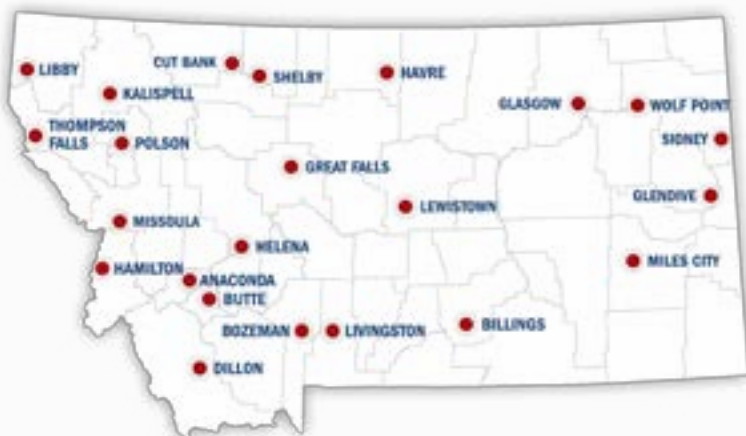 CUT BANK
LIBBY
SHELBY
HAVRE
KALISPELL
GLASGOW
WOLF POINT
THOMPSON
FALLS
POLSON
SIDNEY
GREAT FALLS
GLENDIVE
LEWISTOWN
MISSOULA
HELENA
MILES CITY
HAMILTON
ANACONDA
BUTTE
BOZEMAN
LIVINGSTON
BILLINGS
DILLON